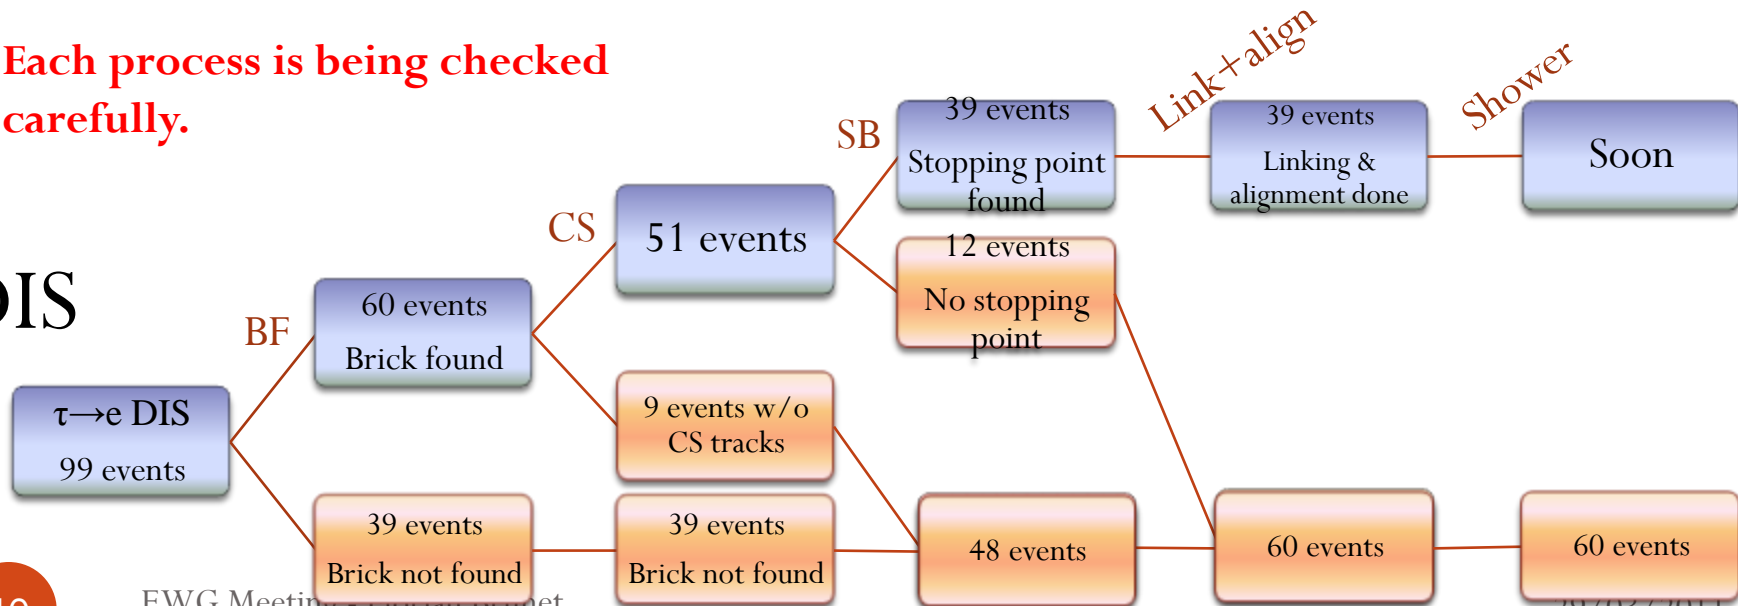 Each process is being checked
carefully.
Link+align
Shower
SB
39 events
Stopping point
found
39 events
Linking &
alignment done
Soon
CS
51 events
12 events
No stopping
point
DIS
BF
60 events
Brick found
τ→e DIS
99 events
9 events w/o
CS tracks
39 events
Brick not found
39 events
Brick not found
48 events
60 events
60 events
EWG Meeting